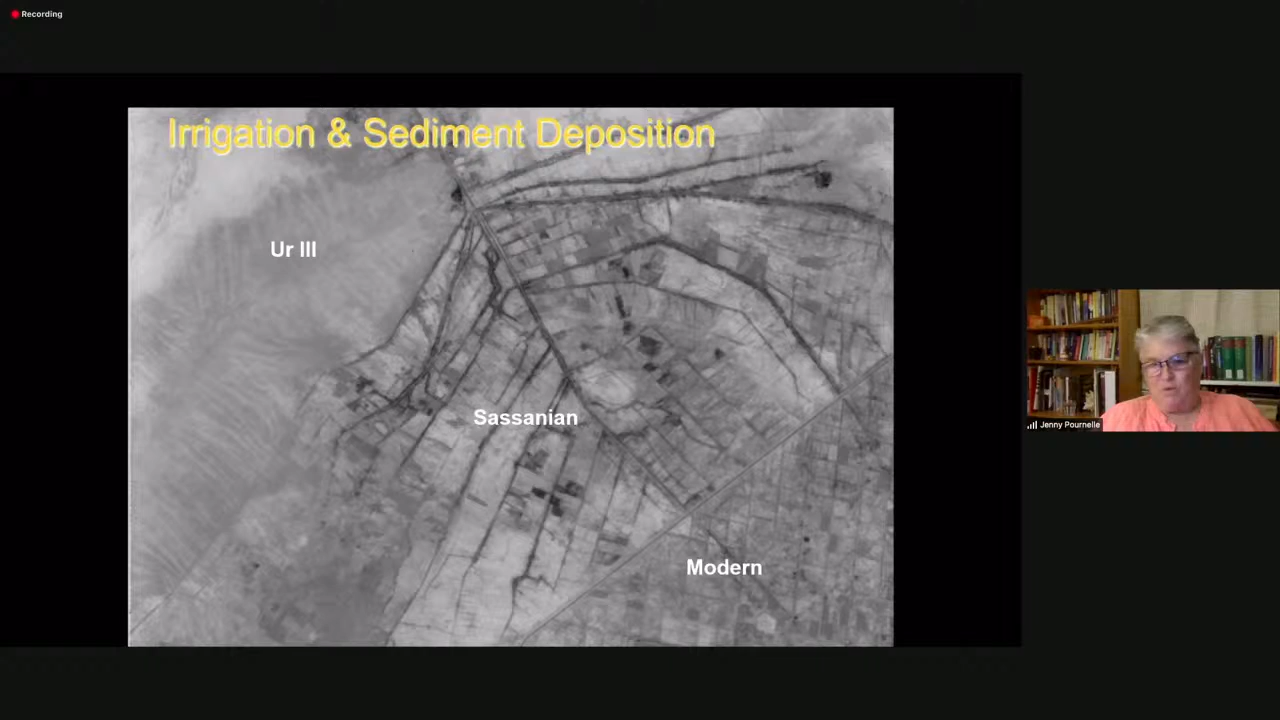 Recording
Irrigation & Sediment Deposition
Ur III
Sassanian
Modern
Jenny Pournelle